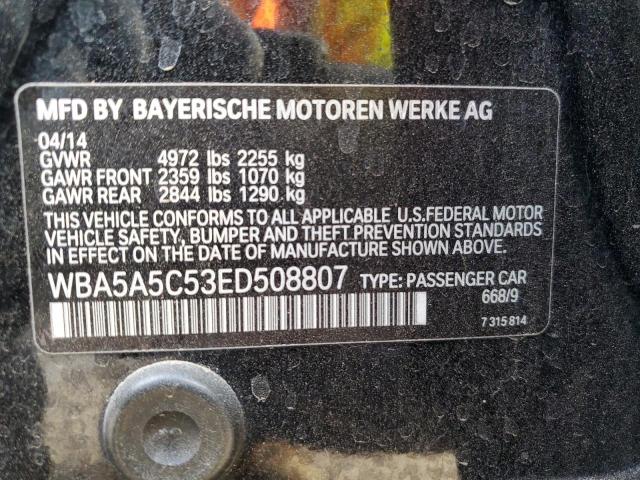 MFD BY BAYERISCHE MOTOREN WERKE AG
04/14
GVWR 4972 lbs 2255 kg
GAWR FRONT 2359 lbs 1070 kg
GAWR REAR 2844 lbs 1290 kg
THIS VEHICLE CONFORMS TO ALL APPLICABLE U.S.FEDERAL MOTOR
VEHICLE SAFETY, BUMPER AND THEFT PREVENTION STANDARDS
IN EFFECT ON THE DATE OF MANUFACTURE SHOWN ABOVE.
WBA5A5C53ED508807 TYPE: PASSENGER CAR
668/9
7 315 814